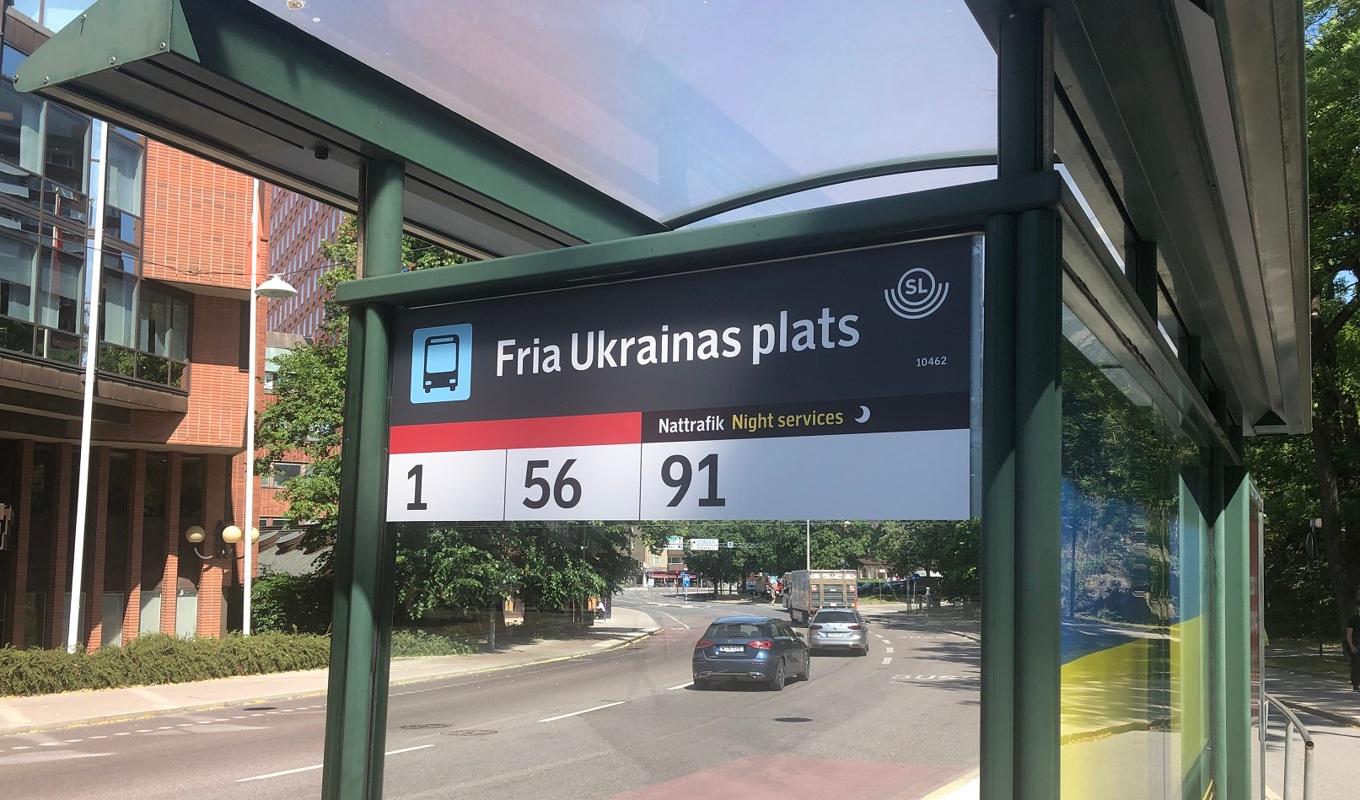 SL
Fria Ukrainas plats
10462
Nattrafik Night services
1 56 91